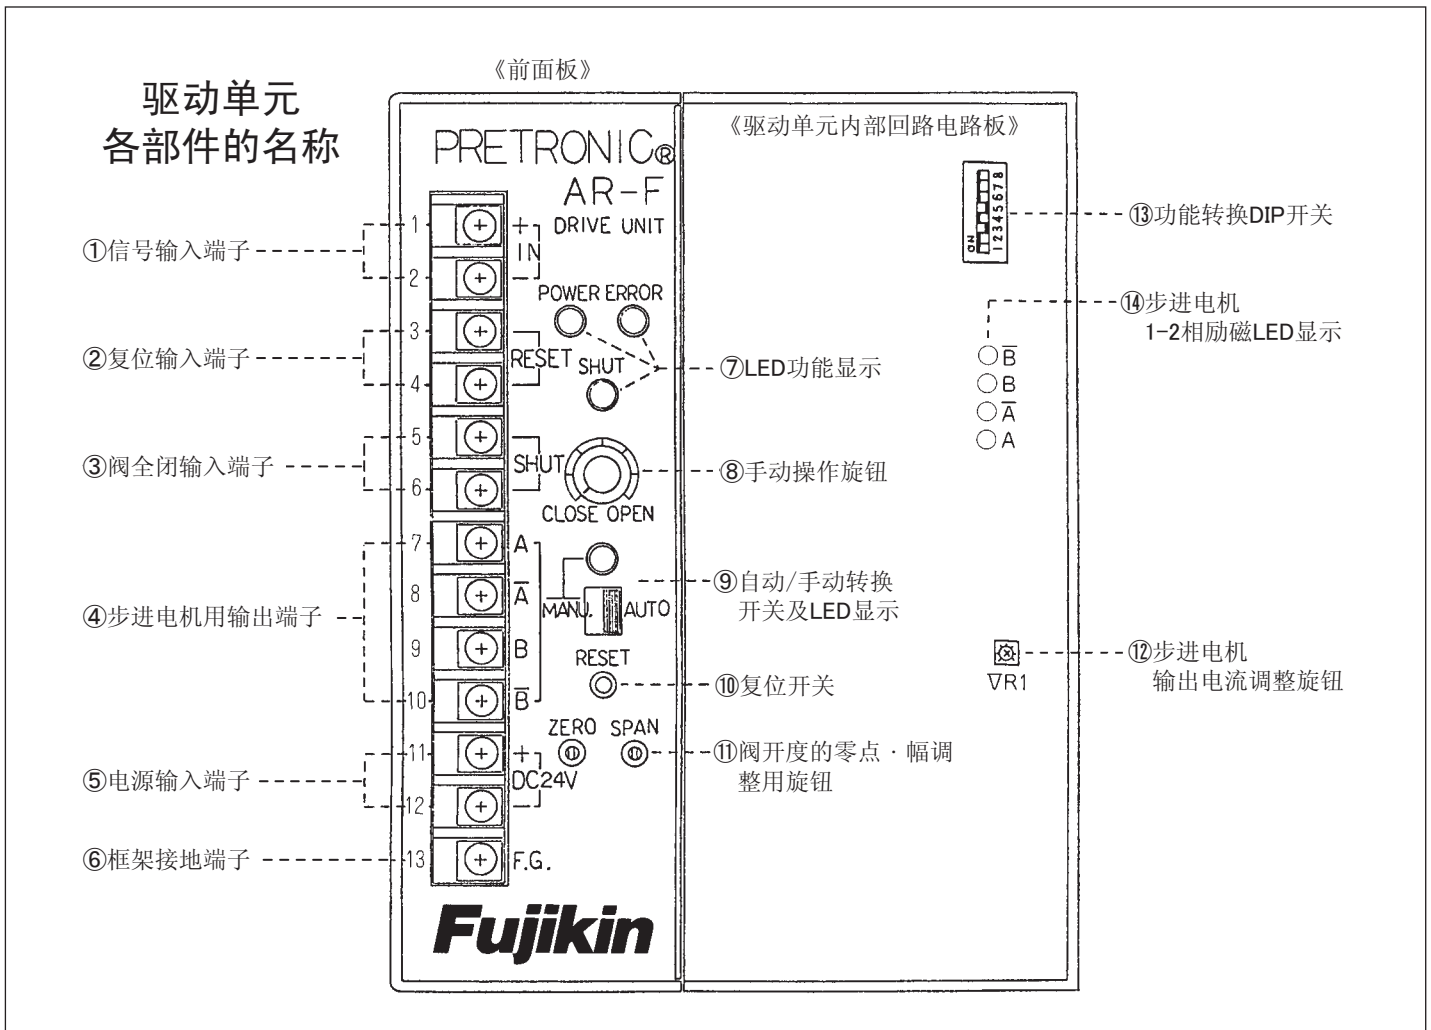 《前面板》
驱动单元
各部件的名称
《驱动单元内部回路电路板》
PRETRONIC®
AR-F
DRIVE UNIT
①信号输入端子
1
+
IN
2
②复位输入端子
3
RESET
4
③阀全闭输入端子
5
SHUT
6
④步进电机用输出端子
7
A
8
A̅
9
B
10
B̅
⑤电源输入端子
11
+
DC24V
12
⑥框架接地端子
13
F.G.
POWER ERROR
SHUT
⑦LED功能显示
⑧手动操作旋钮
CLOSE OPEN
MANU. AUTO
⑨自动/手动转换
开关及LED显示
RESET
⑩复位开关
ZERO SPAN
⑪阀开度的零点·幅调
整用旋钮
Fujikin
ON
1 2 3 4 5 6 7 8
⑬功能转换DIP开关
⑭步进电机
1-2相励磁LED显示
B̅
B
A̅
A
⑫步进电机
输出电流调整旋钮
VR1